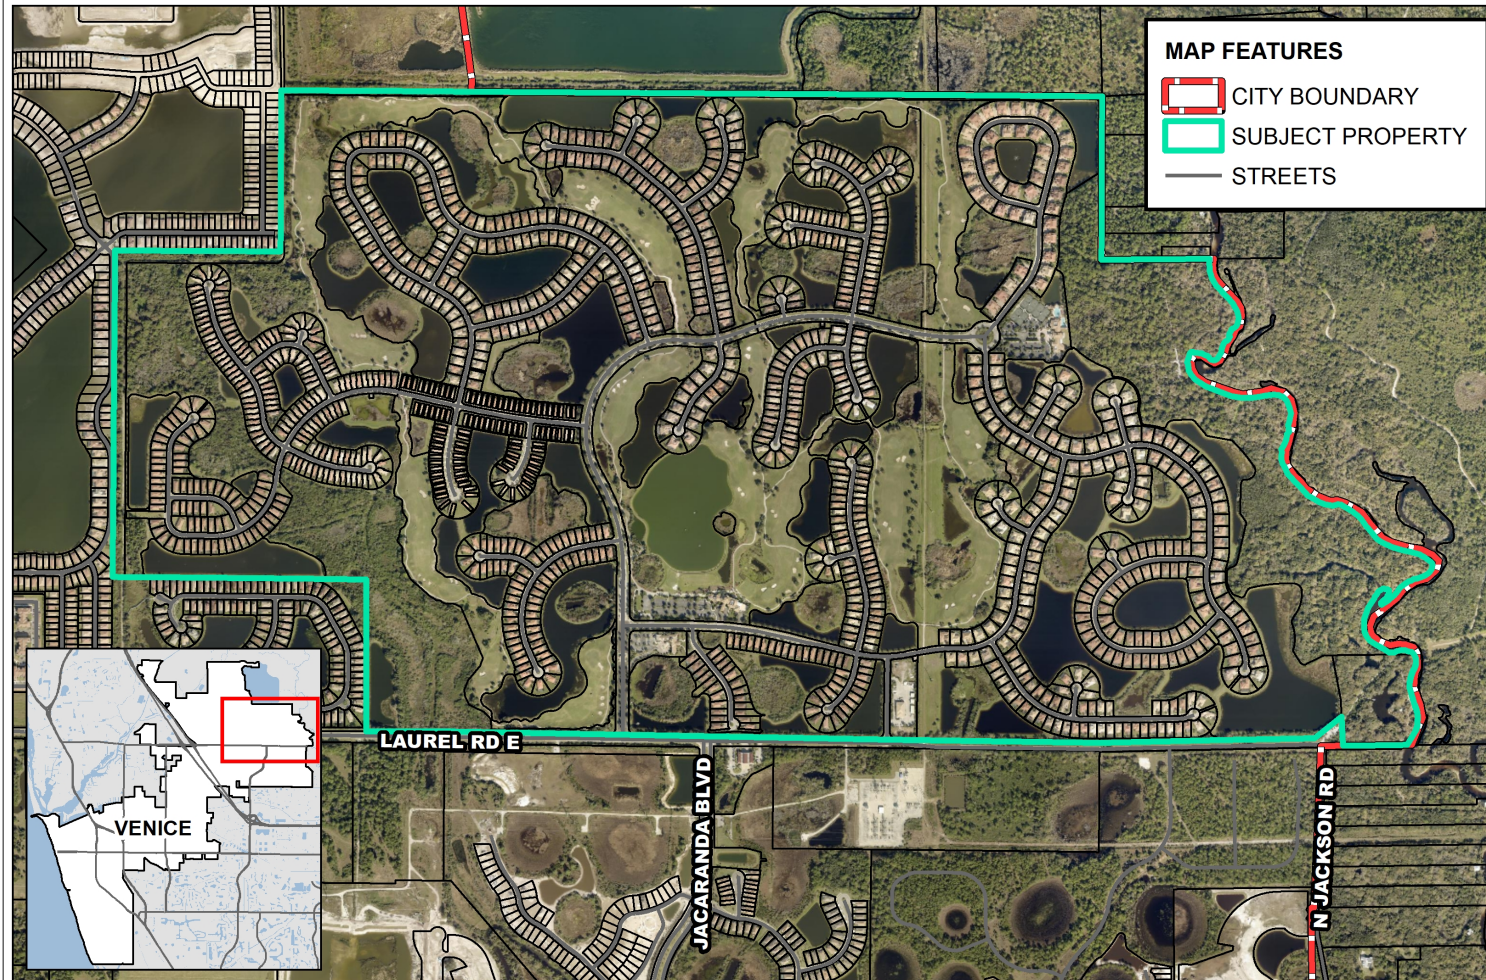 MAP FEATURES
CITY BOUNDARY
SUBJECT PROPERTY
STREETS
LAUREL RD E
JACARANDA BLVD
N JACKSON RD
VENICE